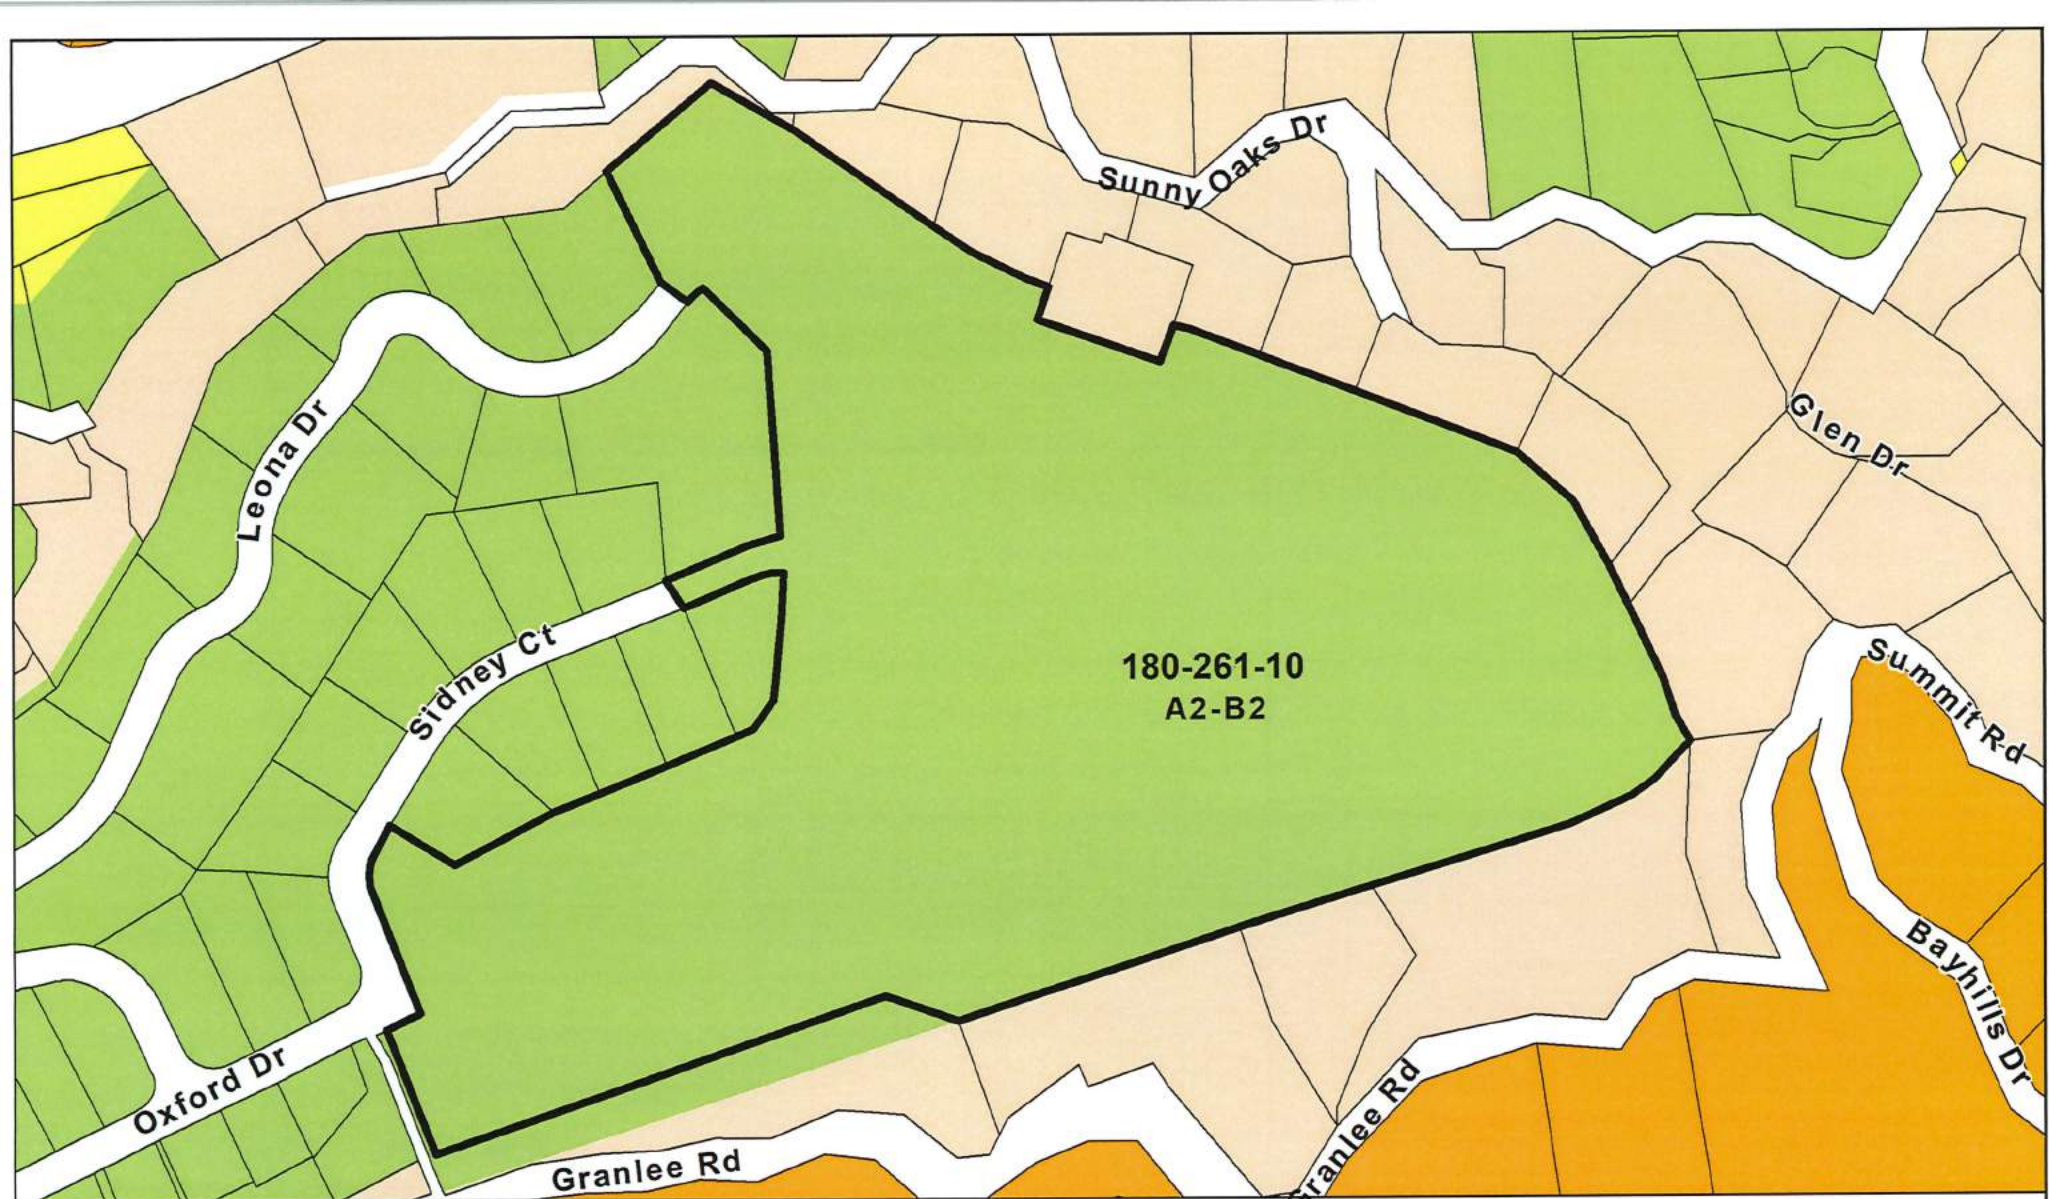 Sunny Oaks Dr
Leona Dr
Glen Dr
Sidney Ct
180-261-10
A2-B2
Summit Rd
Bayhills Dr
Oxford Dr
Granlee Rd
Granlee Rd